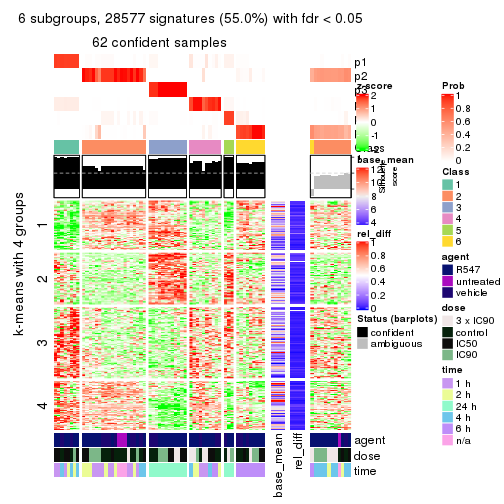 6 subgroups, 28577 signatures (55.0%) with fdr < 0.05
62 confident samples
p1
p2
z-score
2
1
0
-1
-2
Class
Silhouette
score
base_mean
12
rel_diff
1
0.8
0.6
0.4
0.2
0
Status (barplots)
confident
ambiguous
Prob
1
0.8
0.6
0.4
0.2
0
Class
1
2
3
4
5
6
agent
R547
untreated
vehicle
dose
3 x IC90
control
IC50
IC90
time
1 h
2 h
24 h
4 h
6 h
n/a
k-means with 4 groups
1
2
3
4
agent
dose
time
base_mean
rel_diff